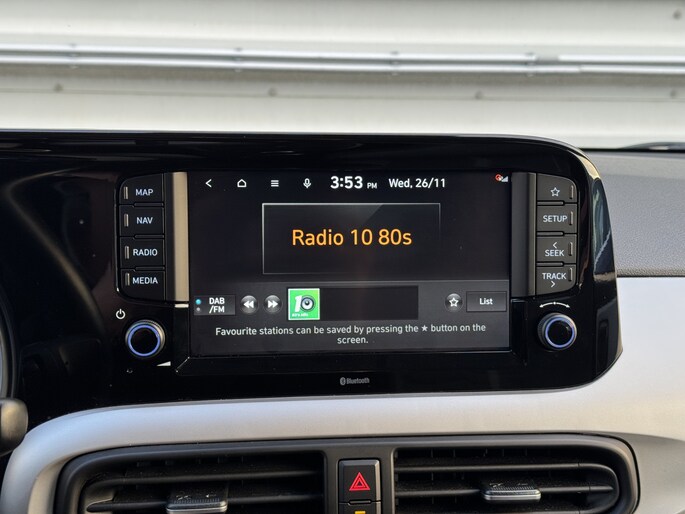 MAP
NAV
RADIO
MEDIA
3:53 PM Wed, 26/11
Radio 10 80s
DAB
/FM
10
List
Favourite stations can be saved by pressing the ★ button on the
screen.
SETUP
SEEK
TRACK
Bluetooth